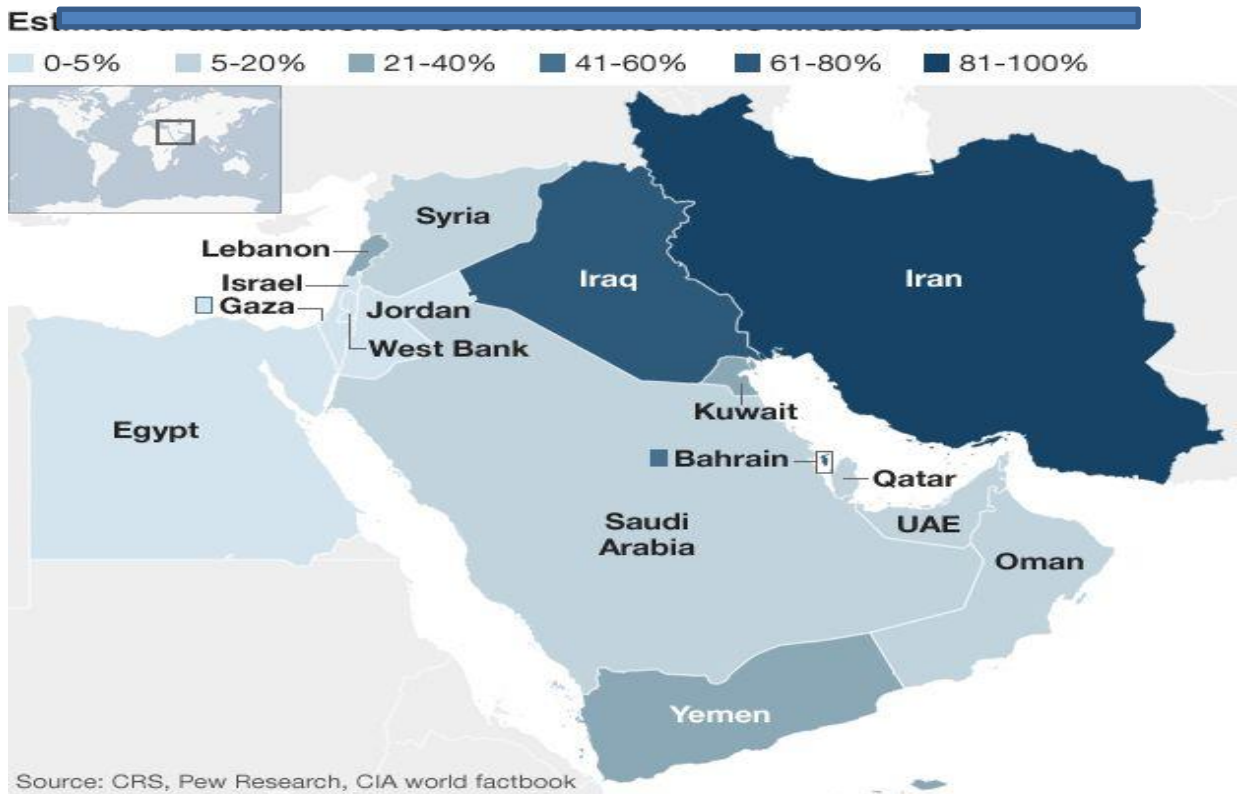 Est
0-5%
5-20%
21-40%
41-60%
61-80%
81-100%
Syria
Lebanon
Israel
Gaza
Jordan
West Bank
Iraq
Iran
Egypt
Kuwait
Bahrain
Qatar
Saudi
Arabia
UAE
Oman
Yemen
Source: CRS, Pew Research, CIA world factbook